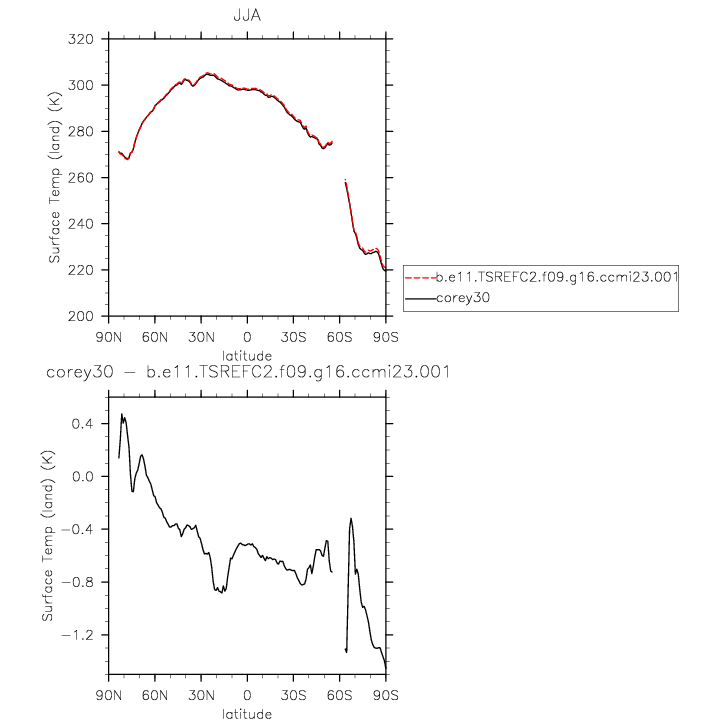 JJA
320
300
280
260
240
220
200
Surface Temp (land) (K)
90N 60N 30N 0 30S 60S 90S
latitude
b.e11.TSREFC2.f09.g16.ccmi23.001
corey30
corey30 − b.e11.TSREFC2.f09.g16.ccmi23.001
0.4
0.0
−0.4
−0.8
−1.2
Surface Temp (land) (K)
90N 60N 30N 0 30S 60S 90S
latitude